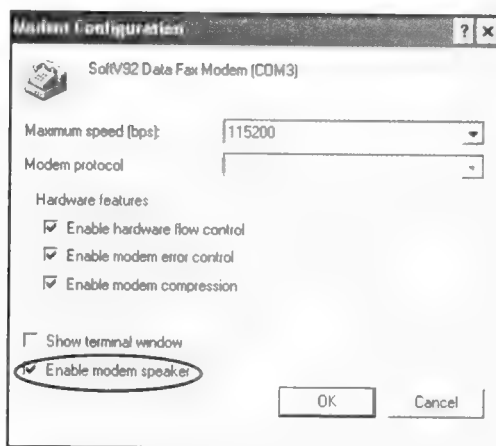 Modem Configuration
? x
SoftV92 Data Fax Modem (COM3)
Maximum speed (bps):
115200
Modem protocol
Hardware features
Enable hardware flow control
Enable modem error control
Enable modem compression
Show terminal window
Enable modem speaker
OK
Cancel